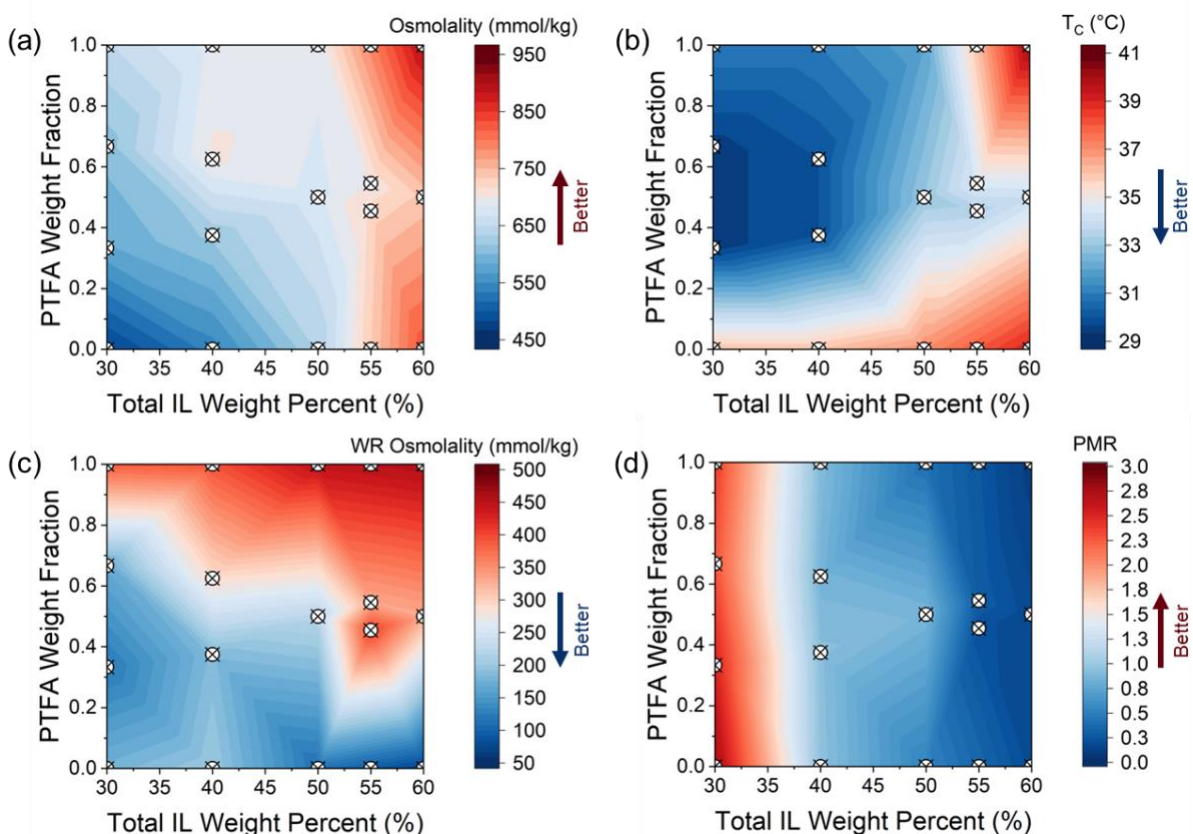 (a)
Osmolality (mmol/kg)
PTFA Weight Fraction
1.0
0.8
0.6
0.4
0.2
0.0
30 35 40 45 50 55 60
Total IL Weight Percent (%)
950
850
750
650
550
450
Better
(b)
TC (°C)
PTFA Weight Fraction
1.0
0.8
0.6
0.4
0.2
0.0
30 35 40 45 50 55 60
Total IL Weight Percent (%)
41
39
37
35
33
31
29
Better
(c)
WR Osmolality (mmol/kg)
PTFA Weight Fraction
1.0
0.8
0.6
0.4
0.2
0.0
30 35 40 45 50 55 60
Total IL Weight Percent (%)
500
450
400
350
300
250
200
150
100
50
Better
(d)
PMR
PTFA Weight Fraction
1.0
0.8
0.6
0.4
0.2
0.0
30 35 40 45 50 55 60
Total IL Weight Percent (%)
3.0
2.8
2.5
2.3
2.0
1.8
1.5
1.3
1.0
0.8
0.5
0.3
0.0
Better